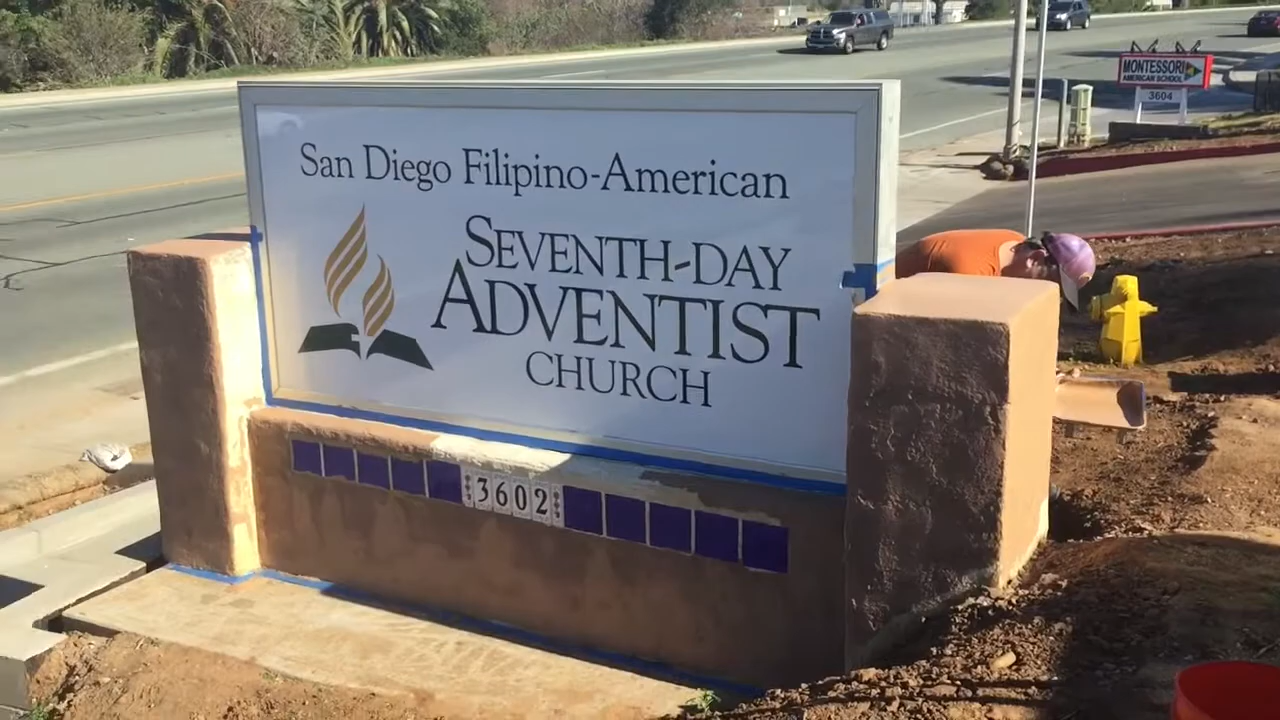 San Diego Filipino-American
SEVENTH-DAY
ADVENTIST
CHURCH
3602
MONTESSORI
AMERICAN SCHOOL
3604